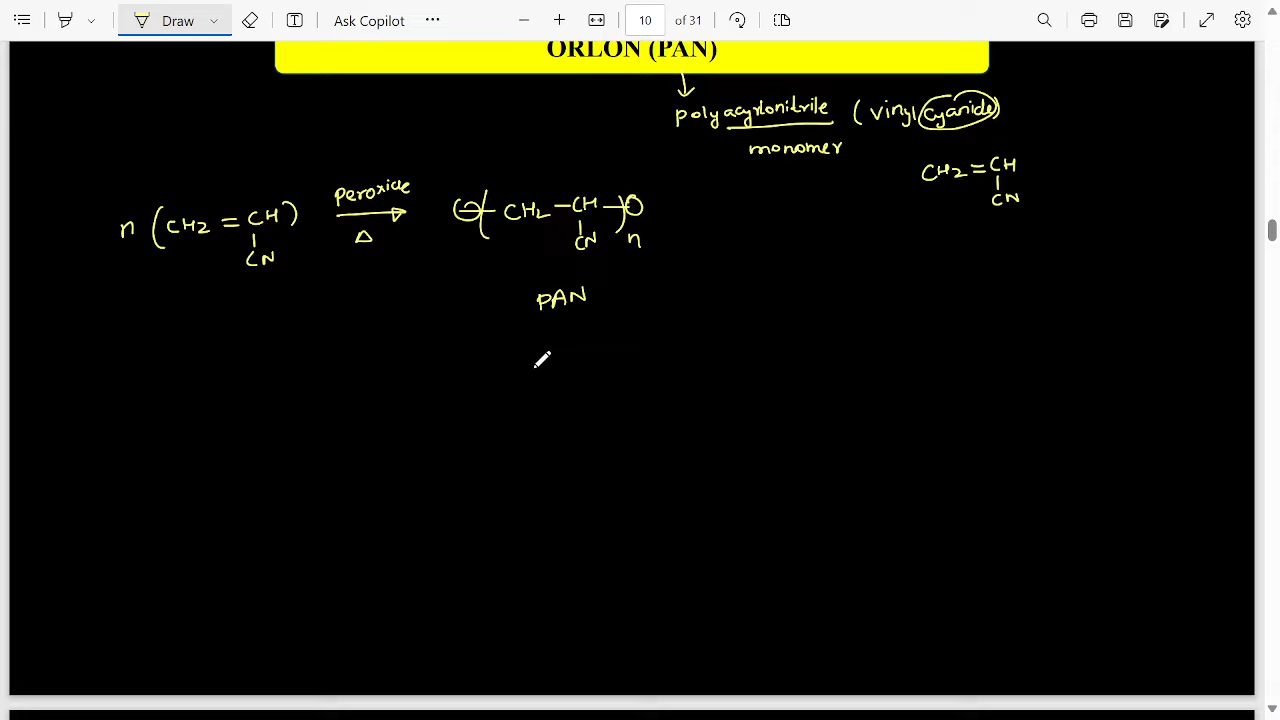 Draw
Ask Copilot
10 of 31
ORLON (PAN)
polyacrylonitrile (vinyl cyanide)
monomer
CH2=CH
CN
n (CH2 = CH) peroxide ( CH2 - CH ) n
Δ
CN CN
PAN